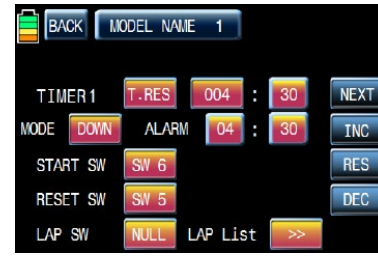 BACK MODEL NAME 1
TIMER1 T.RES 004 : 30 NEXT
MODE DOWN ALARM 04 : 30 INC
START SW SW 6 RES
RESET SW SW 5 DEC
LAP SW NULL LAP List >>